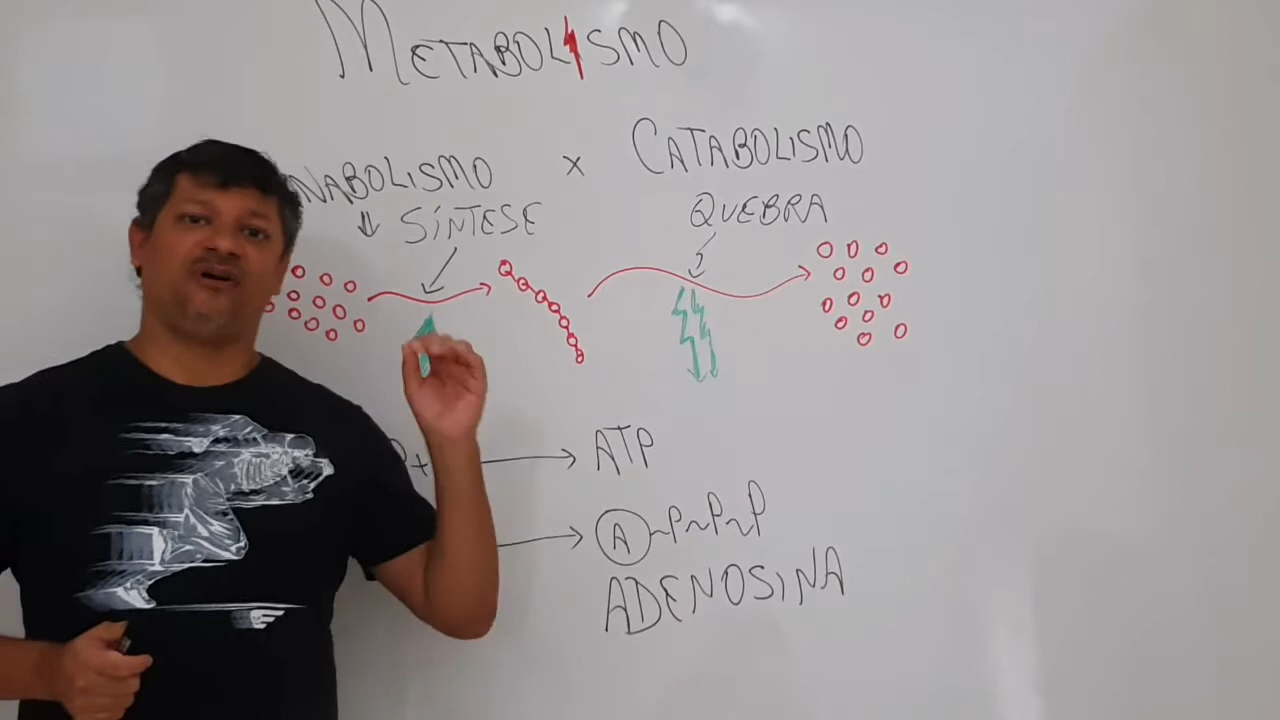 METABOLISMO
NABOLISMO x CATABOLISMO
SÍNTESE QUEBRA
P+ → ATP
→ A~P~P~P
ADENOSINA